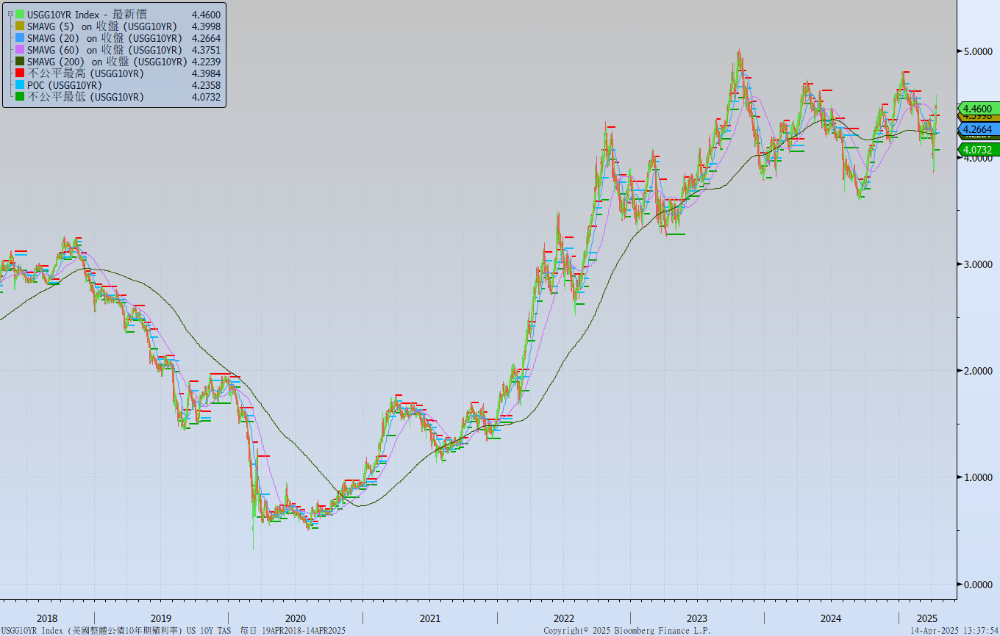 USGG10YR Index - 最新價 4.4600
SMAVG (5) on 收盤 (USGG10YR) 4.3998
SMAVG (20) on 收盤 (USGG10YR) 4.2664
SMAVG (60) on 收盤 (USGG10YR) 4.3751
SMAVG (200) on 收盤 (USGG10YR) 4.2239
不公平最高 (USGG10YR) 4.3984
POC (USGG10YR) 4.2358
不公平最低 (USGG10YR) 4.0732
5.0000
4.4600
4.3998
4.2664
4.0732
4.0000
3.0000
2.0000
1.0000
0.0000
2018 2019 2020 2021 2022 2023 2024 2025
USGG10YR Index (美國整體公債10年期殖利率) US 10Y TAS 每日 19APR2018-14APR2025 Copyright© 2025 Bloomberg Finance L.P. 14-Apr-2025 13:37:54